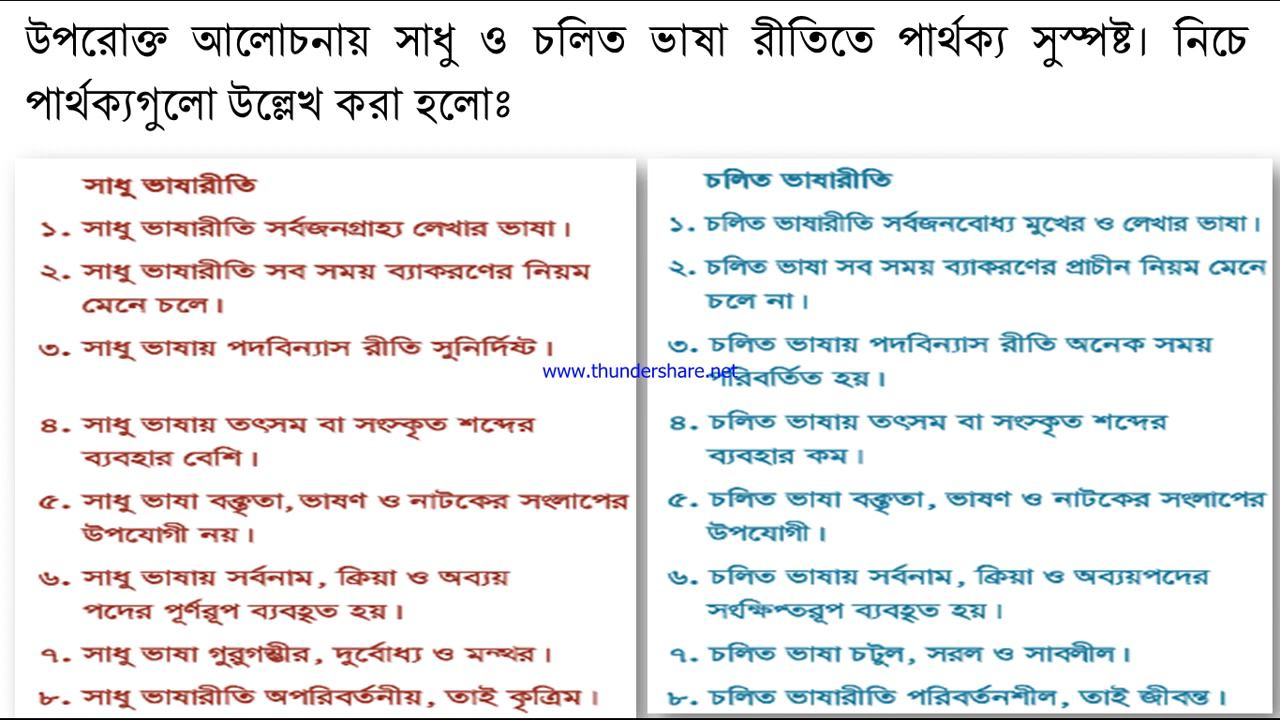 উপরোক্ত আলোচনায় সাধু ও চলিত ভাষা রীতিতে পার্থক্য সুস্পষ্ট। নিচে
পার্থক্যগুলো উল্লেখ করা হলোঃ
সাধু ভাষারীতি
১. সাধু ভাষারীতি সর্বজনগ্রাহ্য লেখার ভাষা।
২. সাধু ভাষারীতি সব সময় ব্যাকরণের নিয়ম
মেনে চলে।
৩. সাধু ভাষায় পদবিন্যাস রীতি সুনির্দিষ্ট।
৪. সাধু ভাষায় তৎসম বা সংস্কৃত শব্দের
ব্যবহার বেশি।
৫. সাধু ভাষা বক্তৃতা, ভাষণ ও নাটকের সংলাপের
উপযোগী নয়।
৬. সাধু ভাষায় সর্বনাম, ক্রিয়া ও অব্যয়
পদের পূর্ণরূপ ব্যবহৃত হয়।
৭. সাধু ভাষা গুরুগম্ভীর, দুর্বোধ্য ও মন্থর।
৮. সাধু ভাষারীতি অপরিবর্তনীয়, তাই কৃত্রিম।
চলিত ভাষারীতি
১. চলিত ভাষারীতি সর্বজনবোধ্য মুখের ও লেখার ভাষা।
২. চলিত ভাষা সব সময় ব্যাকরণের প্রাচীন নিয়ম মেনে
চলে না।
৩. চলিত ভাষায় পদবিন্যাস রীতি অনেক সময়
পরিবর্তিত হয়।
৪. চলিত ভাষায় তৎসম বা সংস্কৃত শব্দের
ব্যবহার কম।
৫. চলিত ভাষা বক্তৃতা, ভাষণ ও নাটকের সংলাপের
উপযোগী।
৬. চলিত ভাষায় সর্বনাম, ক্রিয়া ও অব্যয়পদের
সংক্ষিপ্তরূপ ব্যবহৃত হয়।
৭. চলিত ভাষা চটুল, সরল ও সাবলীল।
৮. চলিত ভাষারীতি পরিবর্তনশীল, তাই জীবন্ত।
www.thundershare.net